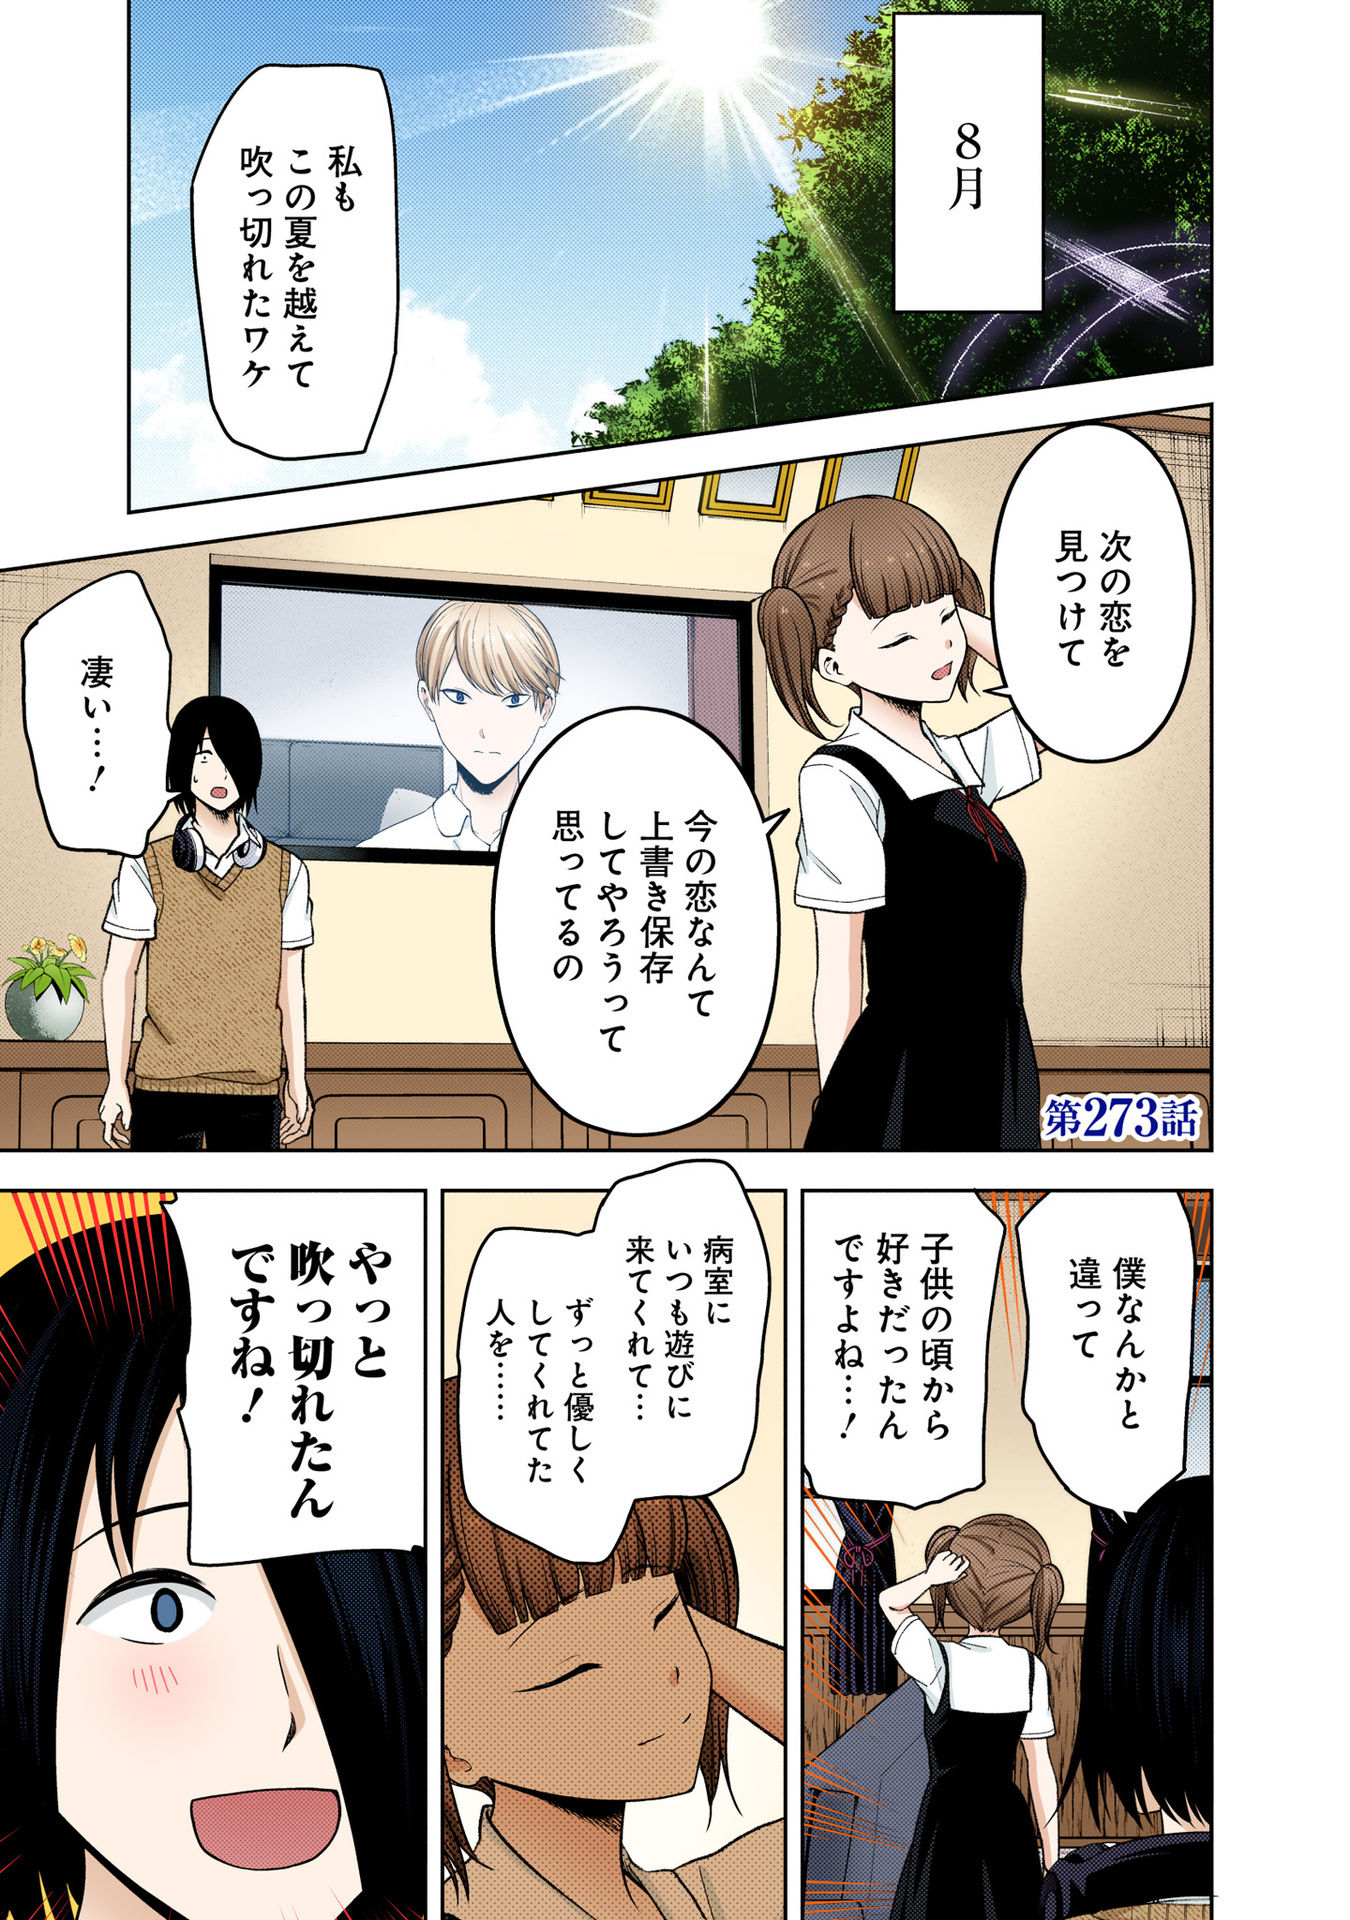 8月
私も
この夏を越えて
吹っ切れたワケ
次の恋を
見つけて
今の恋なんて
上書き保存
してやろうって
思ってるの
凄い…！
第273話
僕なんかと
違って
子供の頃から
好きだったん
ですよね…！
病室に
いつも遊びに
来てくれて…
ずっと優しく
してくれてた
人を……
やっと
吹っ切れたん
ですね！